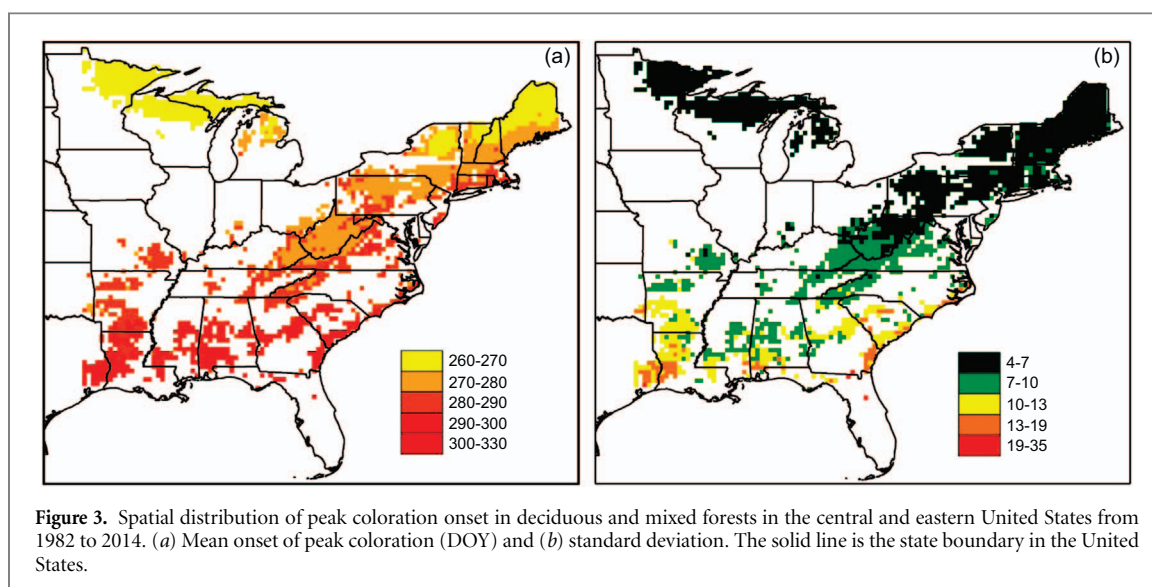 (a)
260-270
270-280
280-290
290-300
300-330
(b)
4-7
7-10
10-13
13-19
19-35
Figure 3. Spatial distribution of peak coloration onset in deciduous and mixed forests in the central and eastern United States from
1982 to 2014. (a) Mean onset of peak coloration (DOY) and (b) standard deviation. The solid line is the state boundary in the United
States.